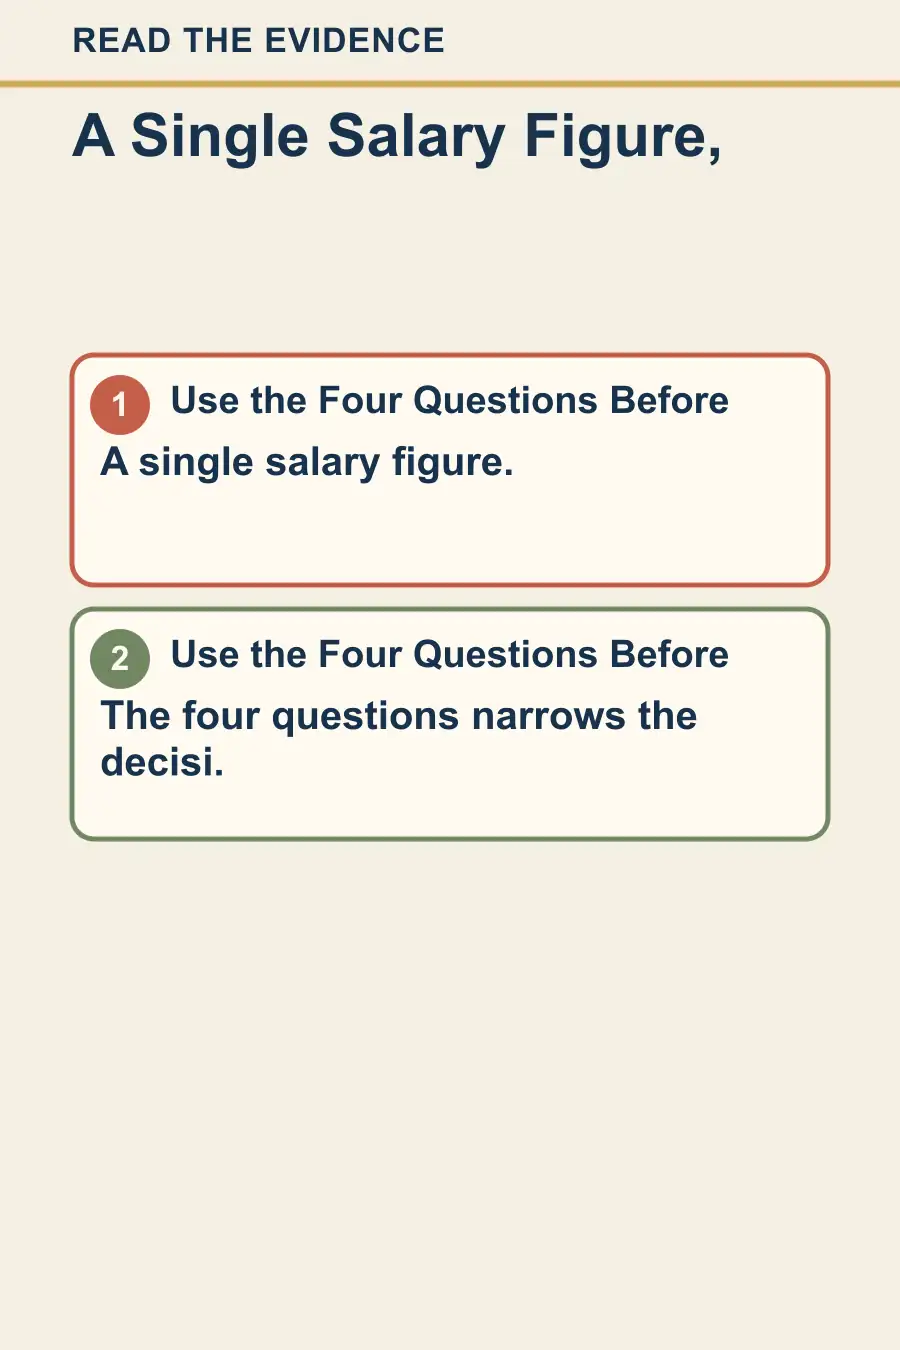 READ THE EVIDENCE
A Single Salary Figure,
1 Use the Four Questions Before
A single salary figure.
2 Use the Four Questions Before
The four questions narrows the
decisi.